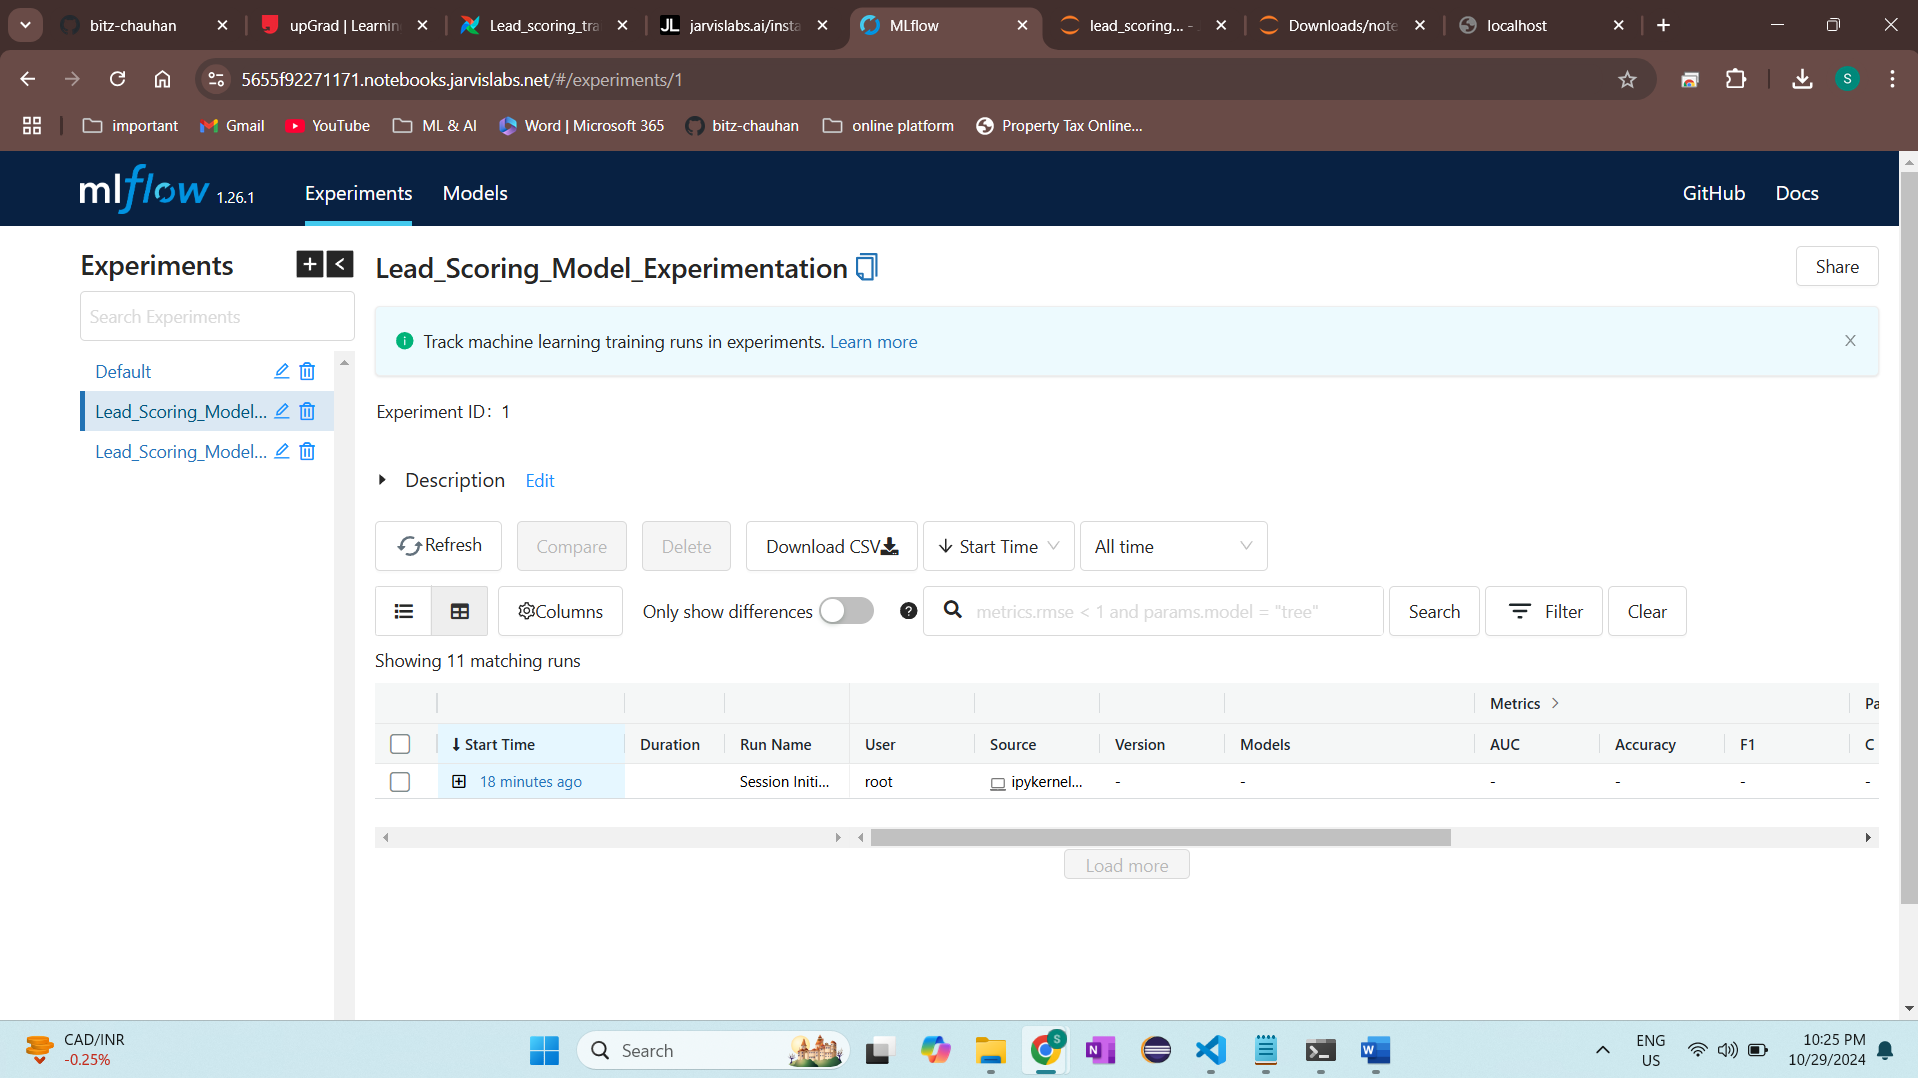 bitz-chauhan
upGrad | Learnin
Lead_scoring_tra
JL jarvislabs.ai/insta
MLflow
lead_scoring... -
Downloads/note
localhost
5655f92271171.notebooks.jarvislabs.net/#/experiments/1
S
important
Gmail
YouTube
ML & AI
Word | Microsoft 365
bitz-chauhan
online platform
Property Tax Online...
mlflow 1.26.1
Experiments
Models
GitHub
Docs
Experiments
+ <
Search Experiments
Default
Lead_Scoring_Model...
Lead_Scoring_Model...
Lead_Scoring_Model_Experimentation
Share
Track machine learning training runs in experiments. Learn more
Experiment ID: 1
Description Edit
Refresh
Compare
Delete
Download CSV
Start Time
All time
Columns
Only show differences
metrics.rmse < 1 and params.model = "tree"
Search
Filter
Clear
Showing 11 matching runs
Metrics > Pa
Start Time Duration Run Name User Source Version Models AUC Accuracy F1 C
18 minutes ago Session Initi... root ipykernel... - - - - - -
Load more
CAD/INR
-0.25%
Search
S
ENG
US
10:25 PM
10/29/2024